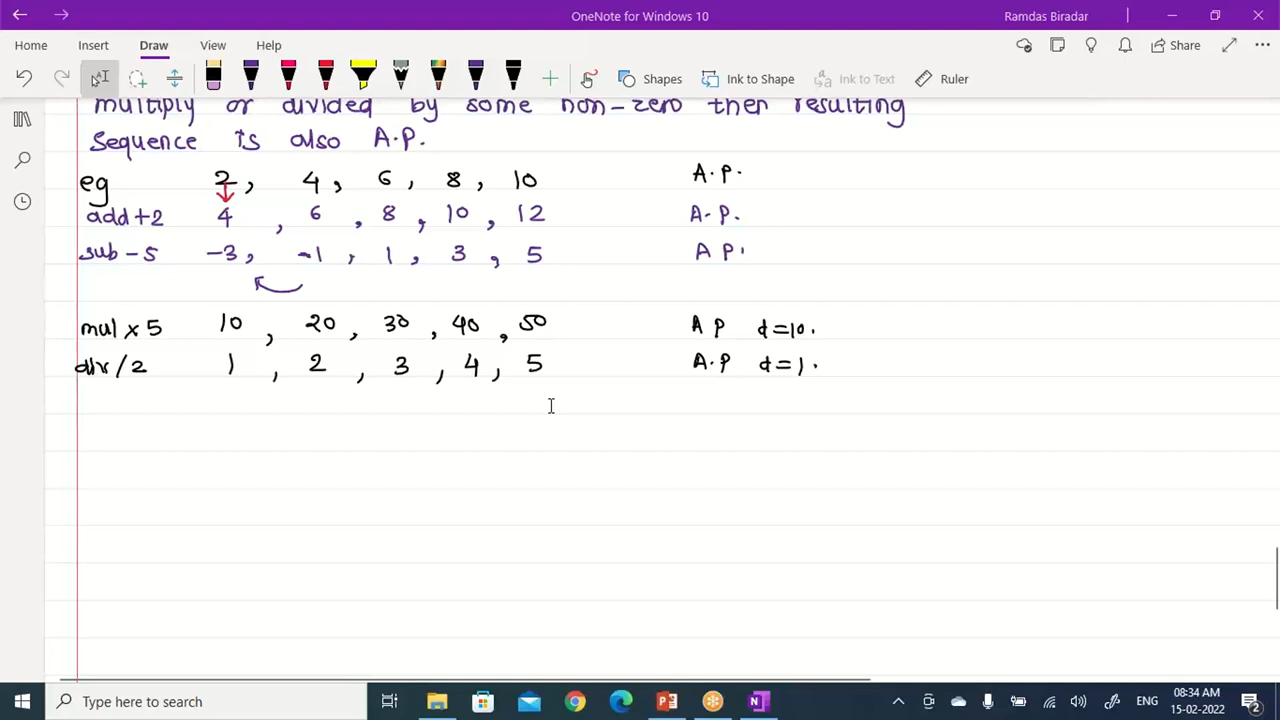 OneNote for Windows 10
Ramdas Biradar
Home Insert Draw View Help
Share
Shapes Ink to Shape Ink to Text Ruler
multiply or divided by some non-zero then resulting
Sequence is also A.P.
eg 2, 4, 6, 8, 10 A.P.
add+2 4, 6, 8, 10, 12 A.P.
sub-5 -3, -1, 1, 3, 5 A P.
mul x 5 10, 20, 30, 40, 50 A P d=10.
div/2 1, 2, 3, 4, 5 A.P d=1.
Type here to search
ENG
08:34 AM
15-02-2022
2